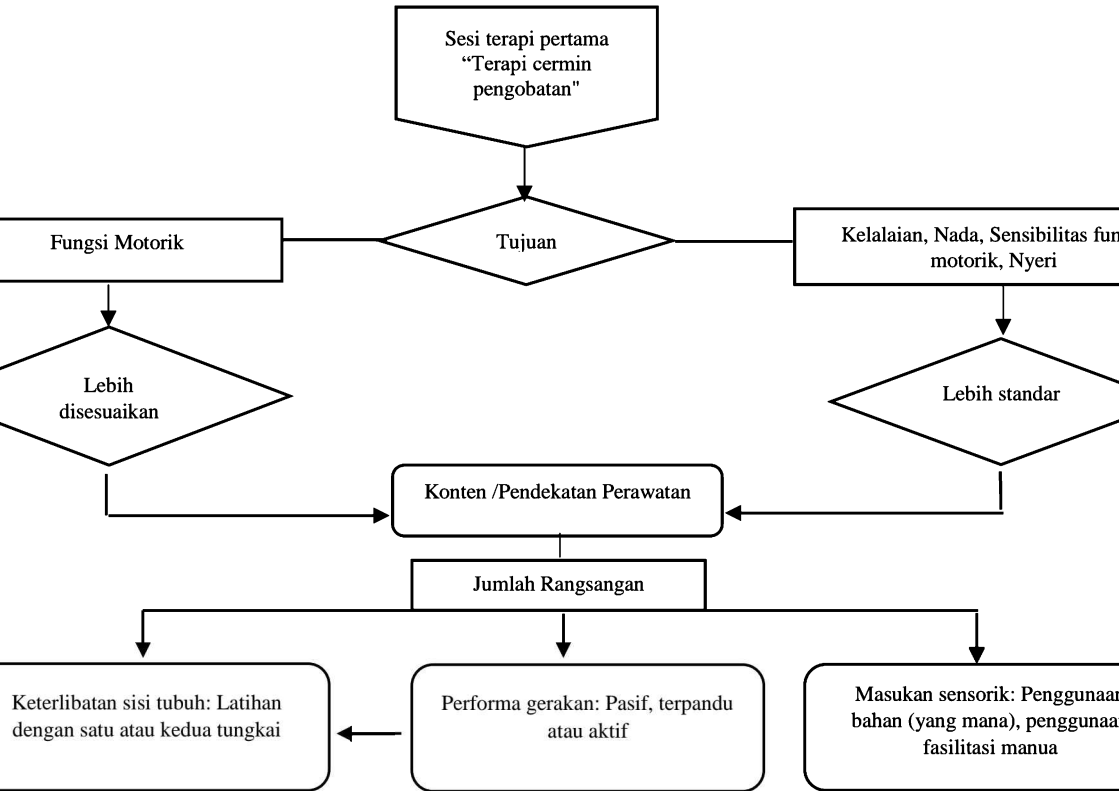 Sesi terapi pertama
“Terapi cermin
pengobatan"
Fungsi Motorik
Tujuan
Kelalaian, Nada, Sensibilitas
motorik, Nyeri
Lebih
disesuaikan
Lebih standar
Konten /Pendekatan Perawatan
Jumlah Rangsangan
Keterlibatan sisi tubuh: Latihan
dengan satu atau kedua tungkai
Performa gerakan: Pasif, terpandu
atau aktif
Masukan sensorik: Penggunaan
bahan (yang mana), penggunaan
fasilitasi manua